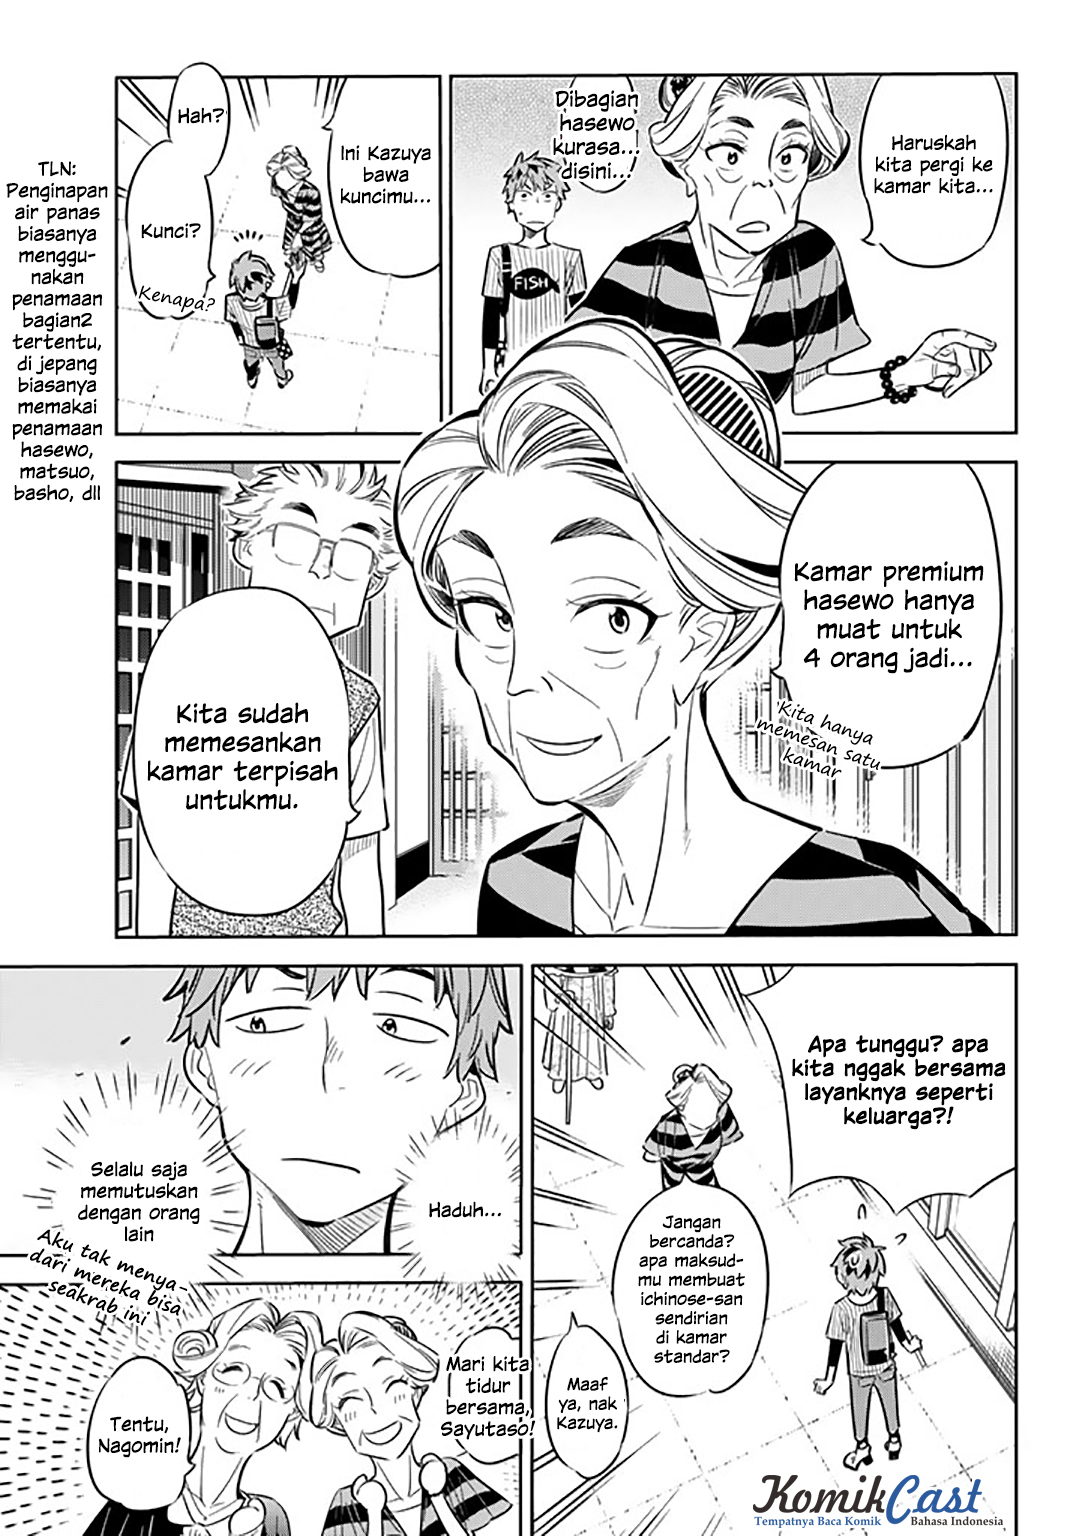 Haruskah
kita pergi ke
kamar kita...
Dibagian
hasewo
kurasa...
disini...
FISH
Ini Kazuya
bawa
kuncimu...
Hah?
Kunci?
Kenapa?
TLN:
Penginapan
air panas
biasanya
menggu-
nakan
penamaan
bagian2
tertentu,
di jepang
biasanya
memakai
penamaan
hasewo,
matsuo,
basho, dll
Kamar premium
hasewo hanya
muat untuk
4 orang jadi...
Kita hanya
memesan satu
kamar
Kita sudah
memesankan
kamar terpisah
untukmu.
Apa tunggu? apa
kita nggak bersama
layanknya seperti
keluarga?!
Jangan
bercanda?
apa maksud-
mu membuat
ichinose-san
sendirian
di kamar
standar?
Maaf
ya, nak
Kazuya.
Haduh...
Selalu saja
memutuskan
dengan orang
lain
Aku tak menya-
dari mereka bisa
seakrab ini
Mari kita
tidur
bersama,
Sayutaso!
Tentu,
Nagomin!
KomikCast
Tempatnya Baca Komik Bahasa Indonesia